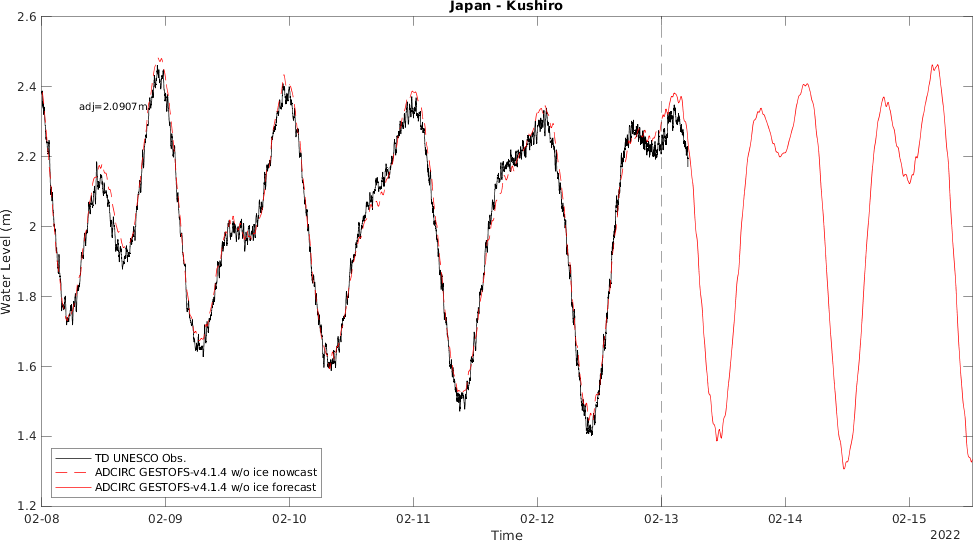 Japan - Kushiro
2.6
2.4
adj=2.0907m
2.2
2
1.8
1.6
1.4
1.2
Water Level (m)
TD UNESCO Obs.
ADCIRC GESTOFS-v4.1.4 w/o ice nowcast
ADCIRC GESTOFS-v4.1.4 w/o ice forecast
02-08 02-09 02-10 02-11 02-12 02-13 02-14 02-15
Time
2022